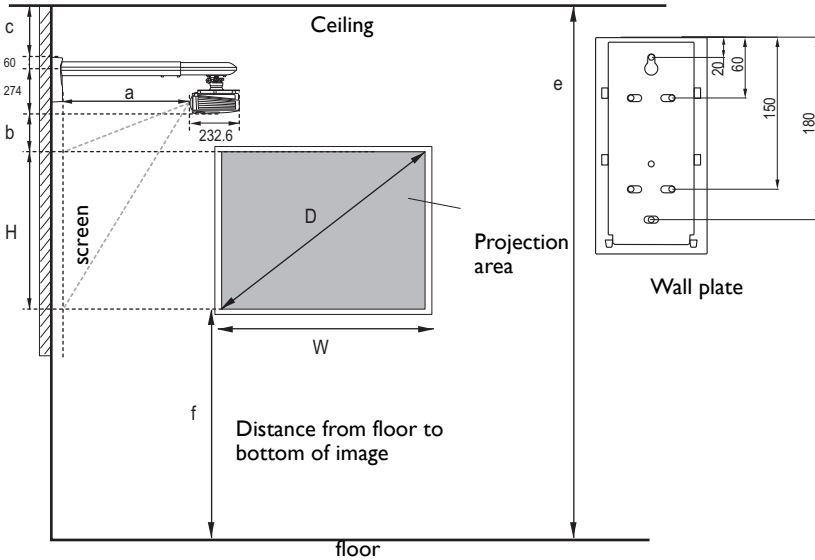 c
Ceiling
60
274
a
e
20
60
150
180
b
232.6
H
screen
D
Projection
area
Wall plate
W
f
Distance from floor to
bottom of image
floor